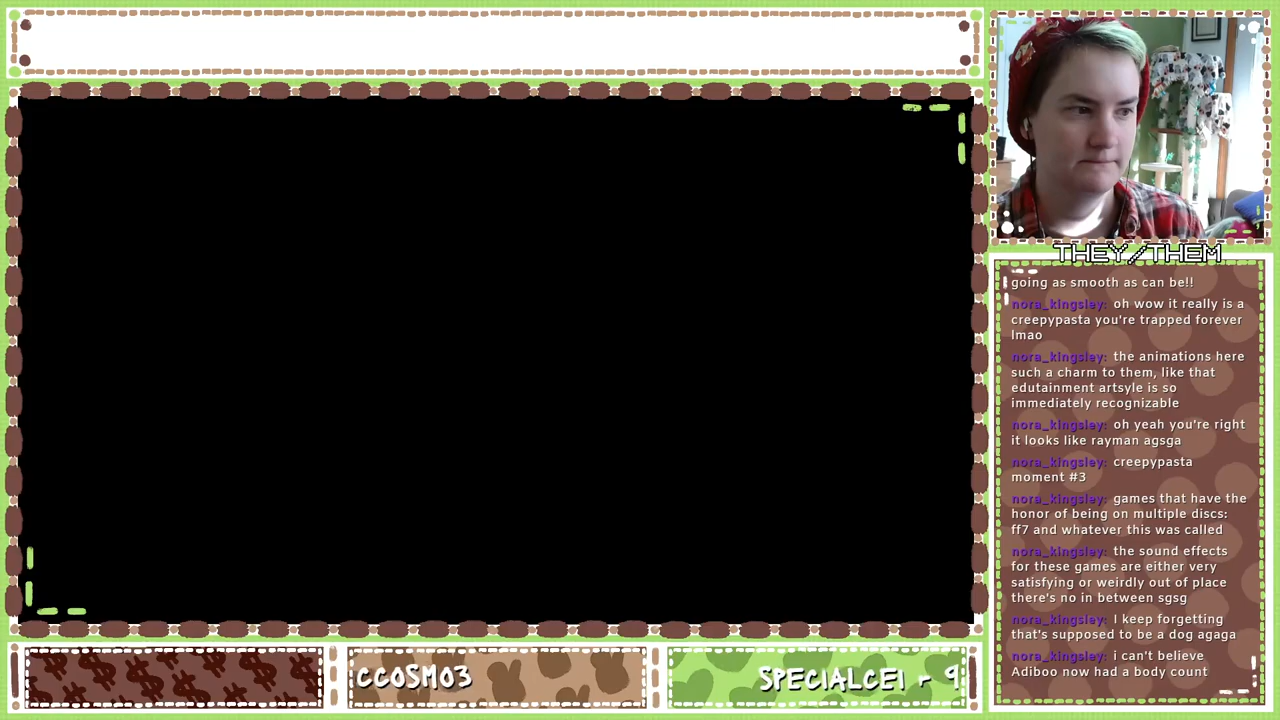 THEY/THEM
going as smooth as can be!!
nora_kingsley: oh wow it really is a
creepypasta you're trapped forever
lmao
nora_kingsley: the animations here
such a charm to them, like that
edutainment artsyle is so
immediately recognizable
nora_kingsley: oh yeah you're right
it looks like rayman agsga
nora_kingsley: creepypasta
moment #3
nora_kingsley: games that have the
honor of being on multiple discs:
ff7 and whatever this was called
nora_kingsley: the sound effects
for these games are either very
satisfying or weirdly out of place
there's no in between sgsg
nora_kingsley: I keep forgetting
that's supposed to be a dog agaga
nora_kingsley: i can't believe
Adiboo now had a body count
CCOSMO3
SPECIALCEI - 9